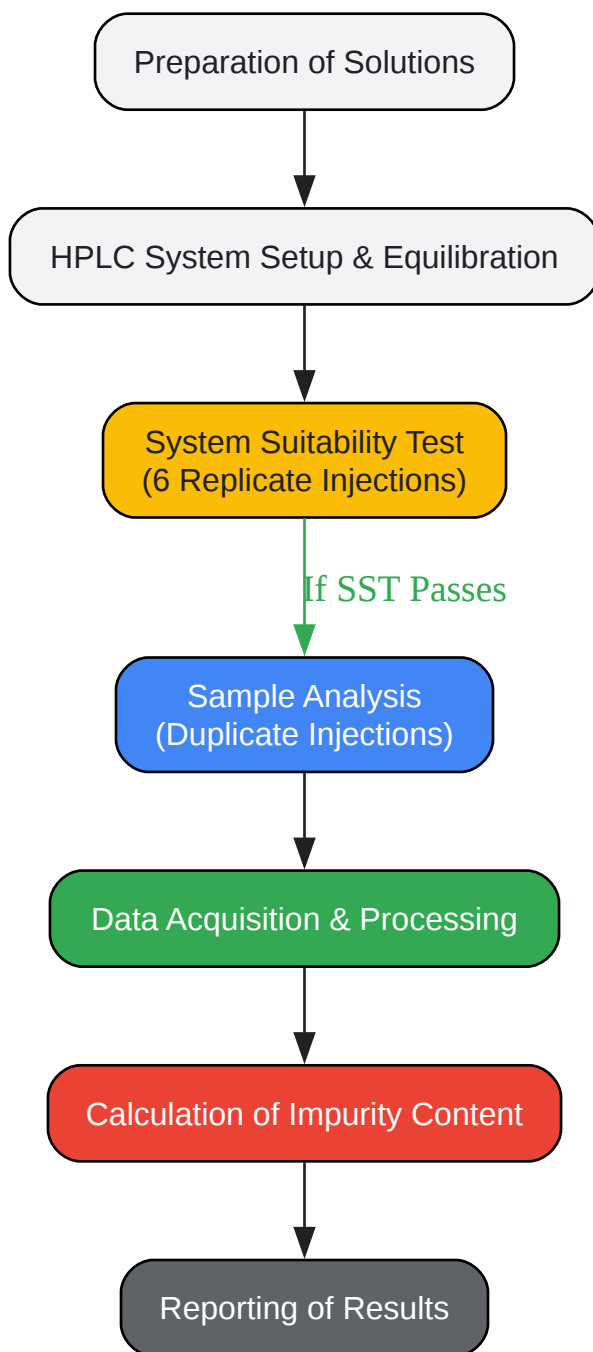 Preparation of Solutions
HPLC System Setup & Equilibration
System Suitability Test
(6 Replicate Injections)
If SST Passes
Sample Analysis
(Duplicate Injections)
Data Acquisition & Processing
Calculation of Impurity Content
Reporting of Results